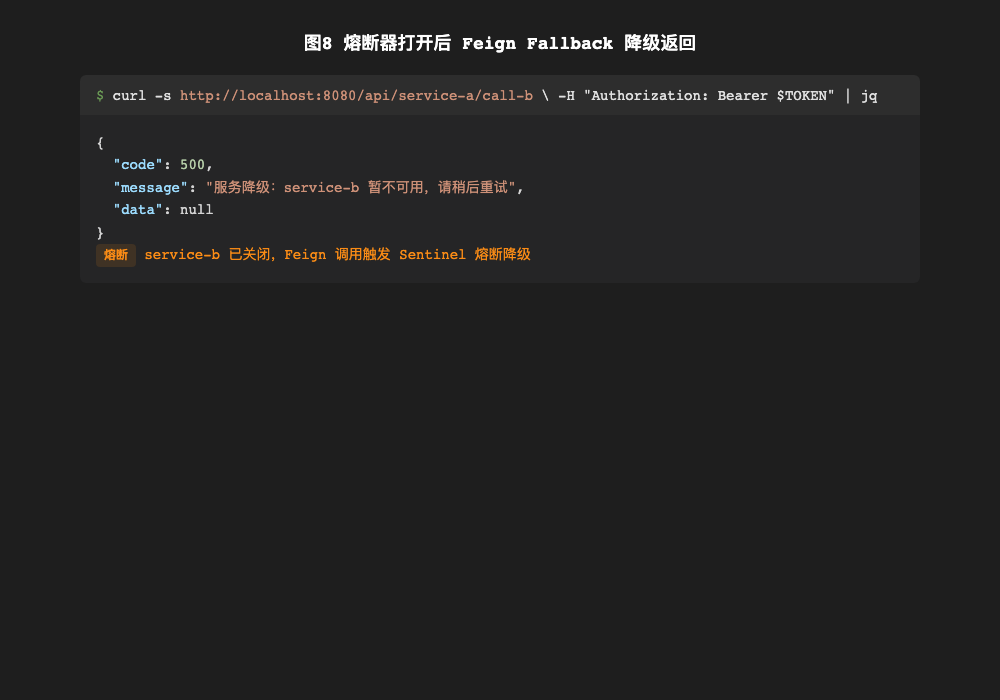 图8 熔断器打开后 Feign Fallback 降级返回
$ curl -s http://localhost:8080/api/service-a/call-b \ -H "Authorization: Bearer $TOKEN" | jq
{
  "code": 500,
  "message": "服务降级：service-b 暂不可用，请稍后重试",
  "data": null
}
熔断 service-b 已关闭，Feign 调用触发 Sentinel 熔断降级